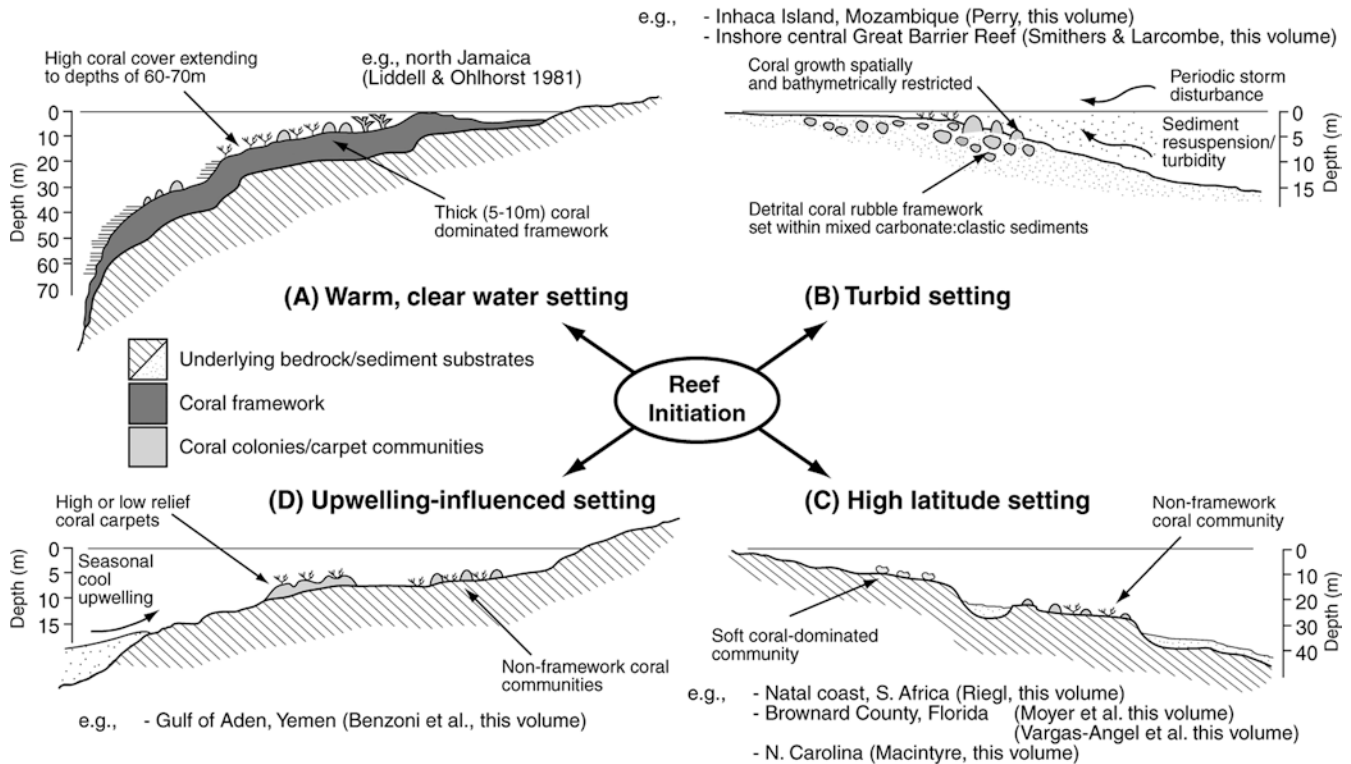 e.g., - Inhaca Island, Mozambique (Perry, this volume)
- Inshore central Great Barrier Reef (Smithers & Larcombe, this volume)
High coral cover extending
to depths of 60-70m
e.g., north Jamaica
(Liddell & Ohlhorst 1981)
0
10
20
30
40
50
60
70
Depth (m)
Thick (5-10m) coral
dominated framework
(A) Warm, clear water setting
Coral growth spatially
and bathymetrically restricted
Periodic storm
disturbance
Sediment
resuspension/
turbidity
0
5
10
15
Depth (m)
Detrital coral rubble framework
set within mixed carbonate:clastic sediments
(B) Turbid setting
Underlying bedrock/sediment substrates
Coral framework
Coral colonies/carpet communities
Reef
Initiation
(D) Upwelling-influenced setting
High or low relief
coral carpets
0
5
10
15
Depth (m)
Seasonal
cool
upwelling
Non-framework coral
communities
e.g., - Gulf of Aden, Yemen (Benzoni et al., this volume)
(C) High latitude setting
Non-framework
coral community
0
10
20
30
40
Depth (m)
Soft coral-dominated
community
e.g., - Natal coast, S. Africa (Riegl, this volume)
- Brownard County, Florida (Moyer et al. this volume)
(Vargas-Angel et al. this volume)
- N. Carolina (Macintyre, this volume)